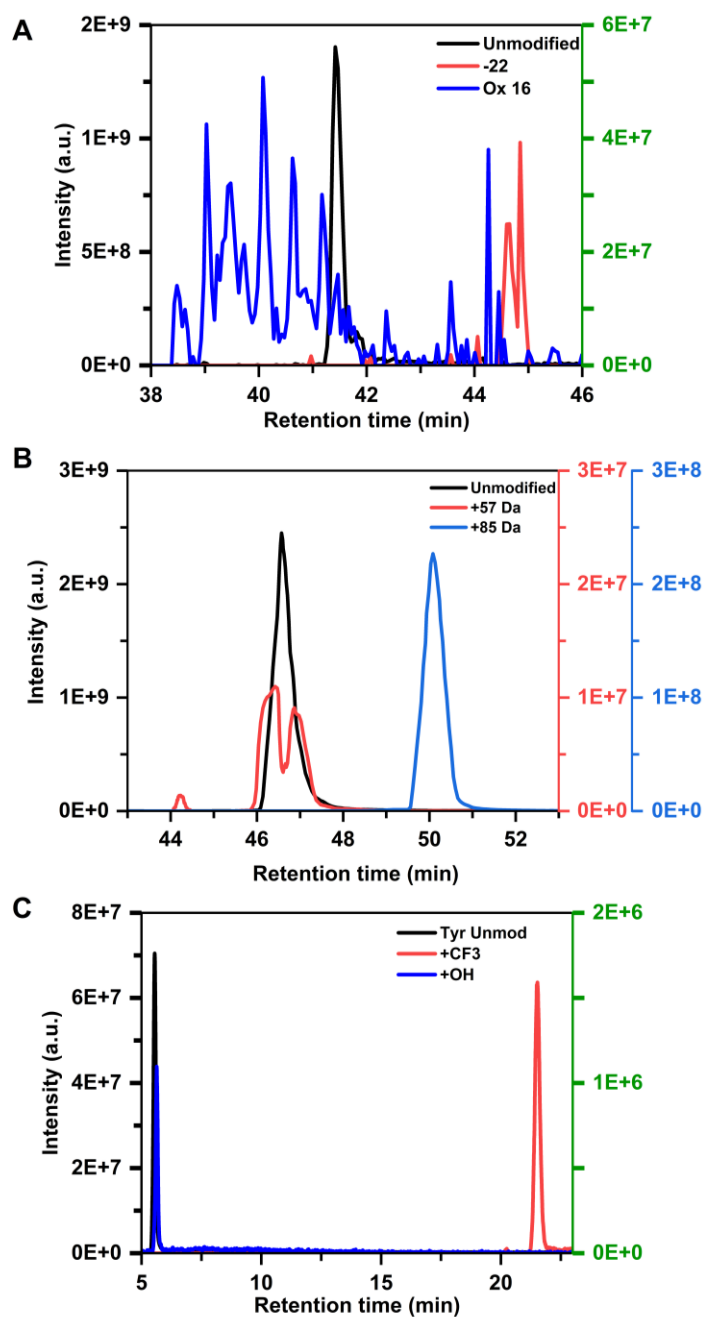 A
Intensity (a.u.)
2E+9
1E+9
5E+8
0E+0
Unmodified
-22
Ox 16
6E+7
4E+7
2E+7
0E+0
38 40 42 44 46
Retention time (min)
B
Intensity (a.u.)
3E+9
2E+9
1E+9
0E+0
Unmodified
+57 Da
+85 Da
3E+7
2E+7
1E+7
0E+0
3E+8
2E+8
1E+8
0E+0
44 46 48 50 52
Retention time (min)
C
Intensity (a.u.)
8E+7
6E+7
4E+7
2E+7
0E+0
Tyr Unmod
+CF3
+OH
2E+6
1E+6
0E+0
5 10 15 20
Retention time (min)